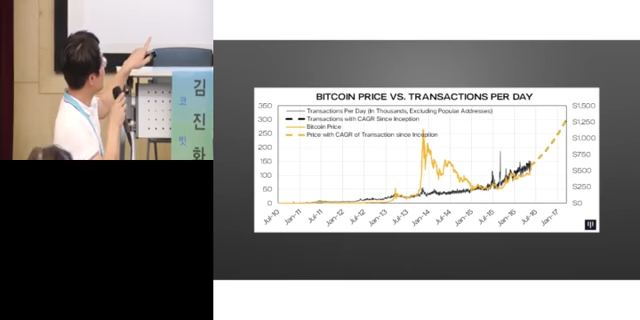 김
진
화
코
빗
BITCOIN PRICE VS. TRANSACTIONS PER DAY
Transactions Per Day (In Thousands, Excluding Popular Addresses)
Transactions with CAGR Since Inception
Bitcoin Price
Price with CAGR of Transaction since Inception
350
300
250
200
150
100
50
0
$1,500
$1,250
$1,000
$750
$500
$250
$0
Jul-10
Jan-11
Jul-11
Jan-12
Jul-12
Jan-13
Jul-13
Jan-14
Jul-14
Jan-15
Jul-15
Jan-16
Jul-16
Jan-17